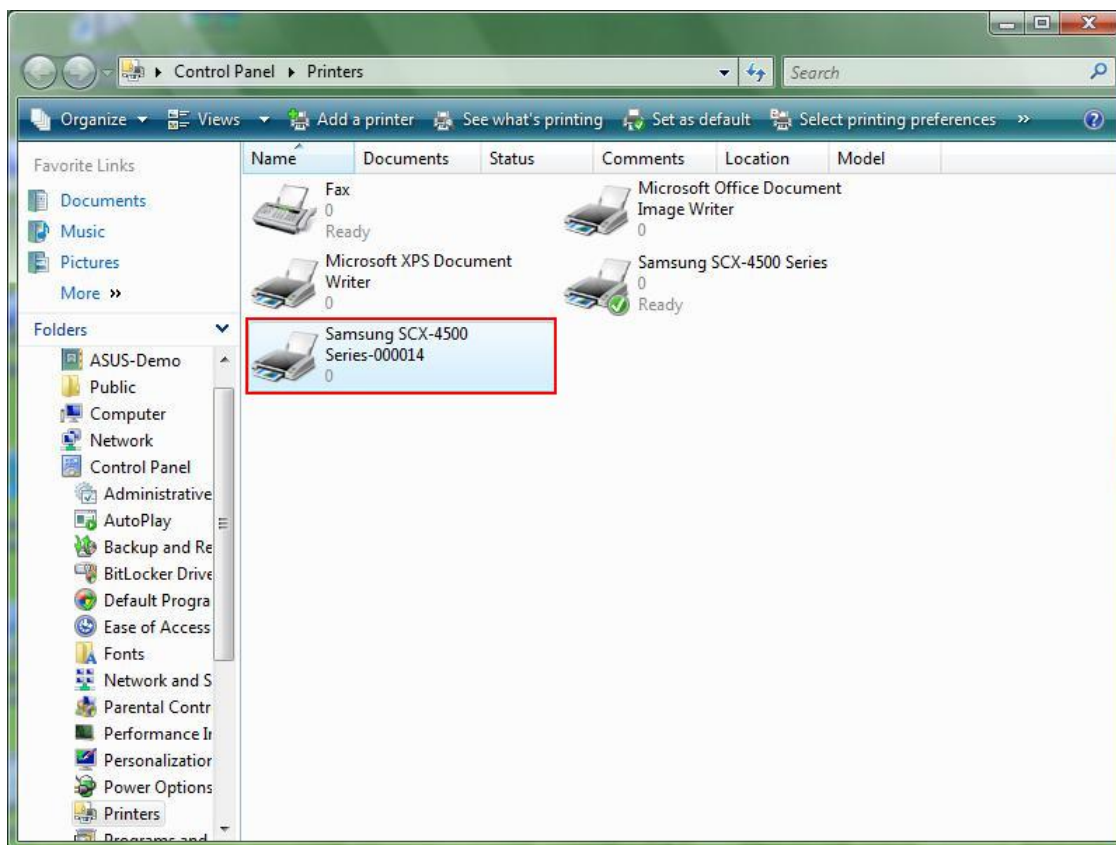 Control Panel ▸ Printers
Search
Organize Views Add a printer See what's printing Set as default Select printing preferences »
Favorite Links
Documents
Music
Pictures
More »
Folders
ASUS-Demo
Public
Computer
Network
Control Panel
Administrative
AutoPlay
Backup and Re
BitLocker Drive
Default Progra
Ease of Access
Fonts
Network and S
Parental Contr
Performance Ir
Personalization
Power Options
Printers
Programs and
Name Documents Status Comments Location Model
Fax
0
Ready
Microsoft Office Document
Image Writer
0
Microsoft XPS Document
Writer
0
Samsung SCX-4500 Series
0
Ready
Samsung SCX-4500
Series-000014
0